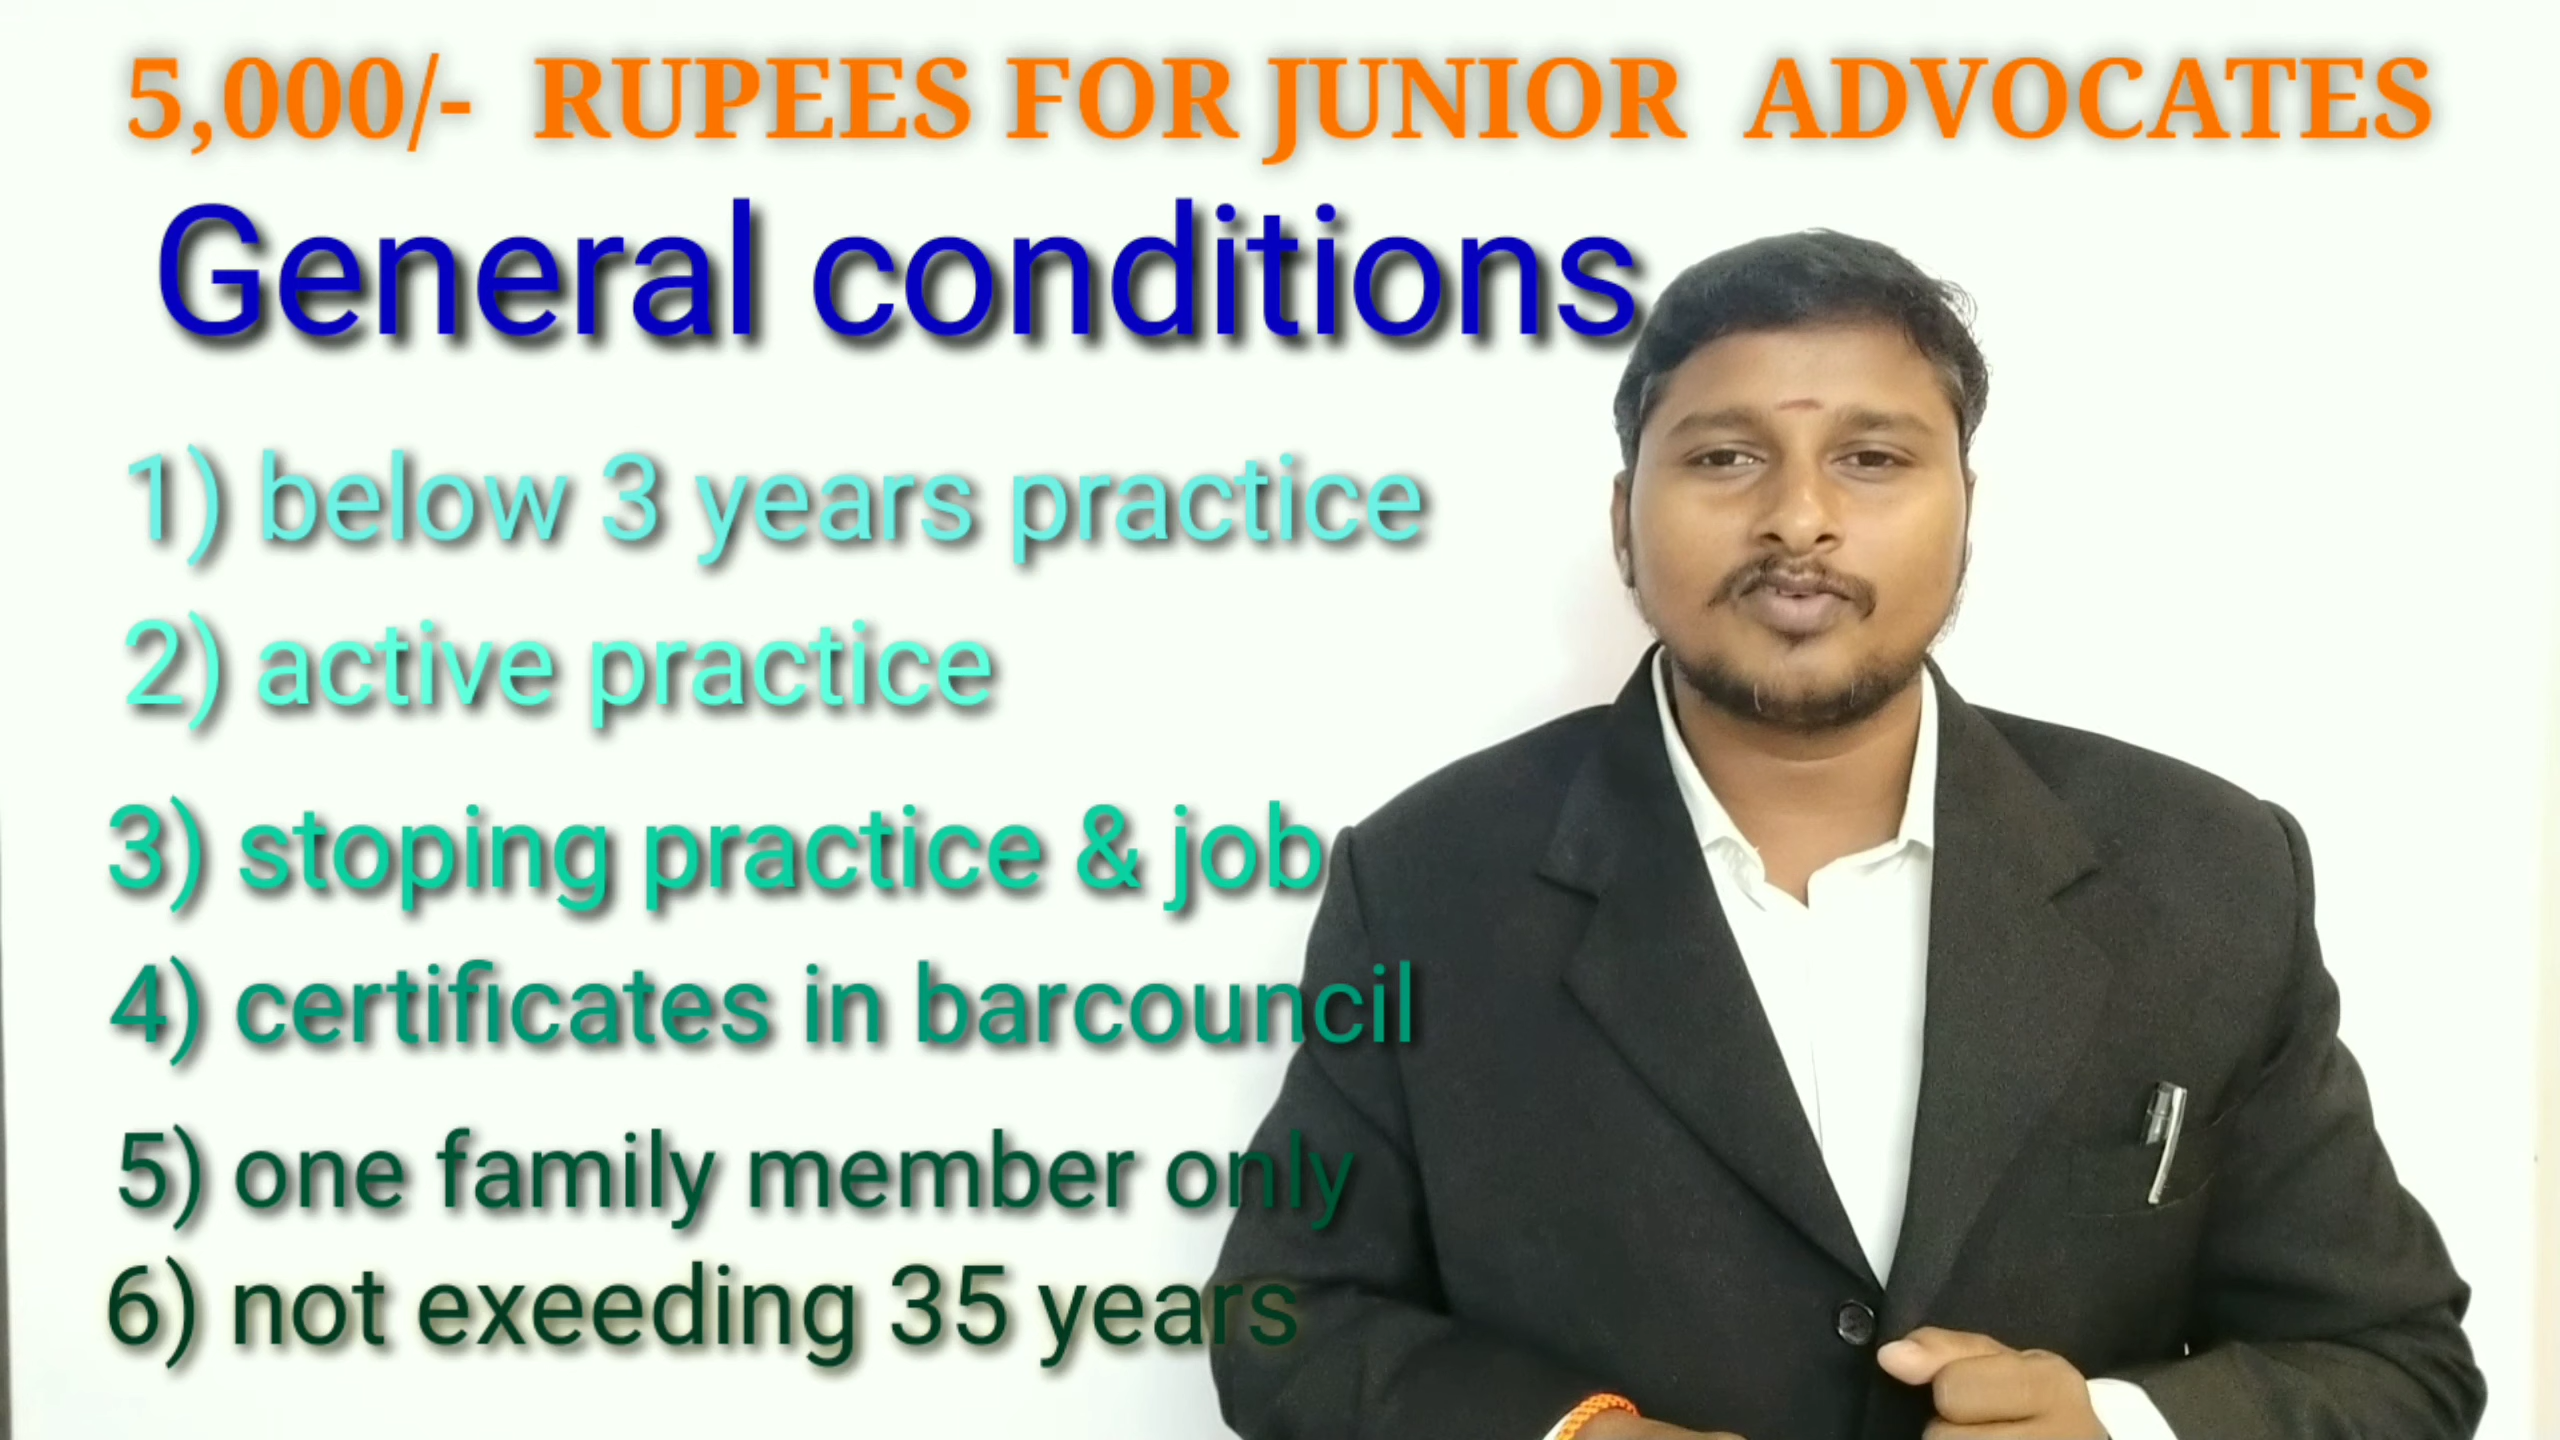 5,000/- RUPEES FOR JUNIOR ADVOCATES
General conditions
1) below 3 years practice
2) active practice
3) stoping practice & job
4) certificates in barcouncil
5) one family member only
6) not exeeding 35 years